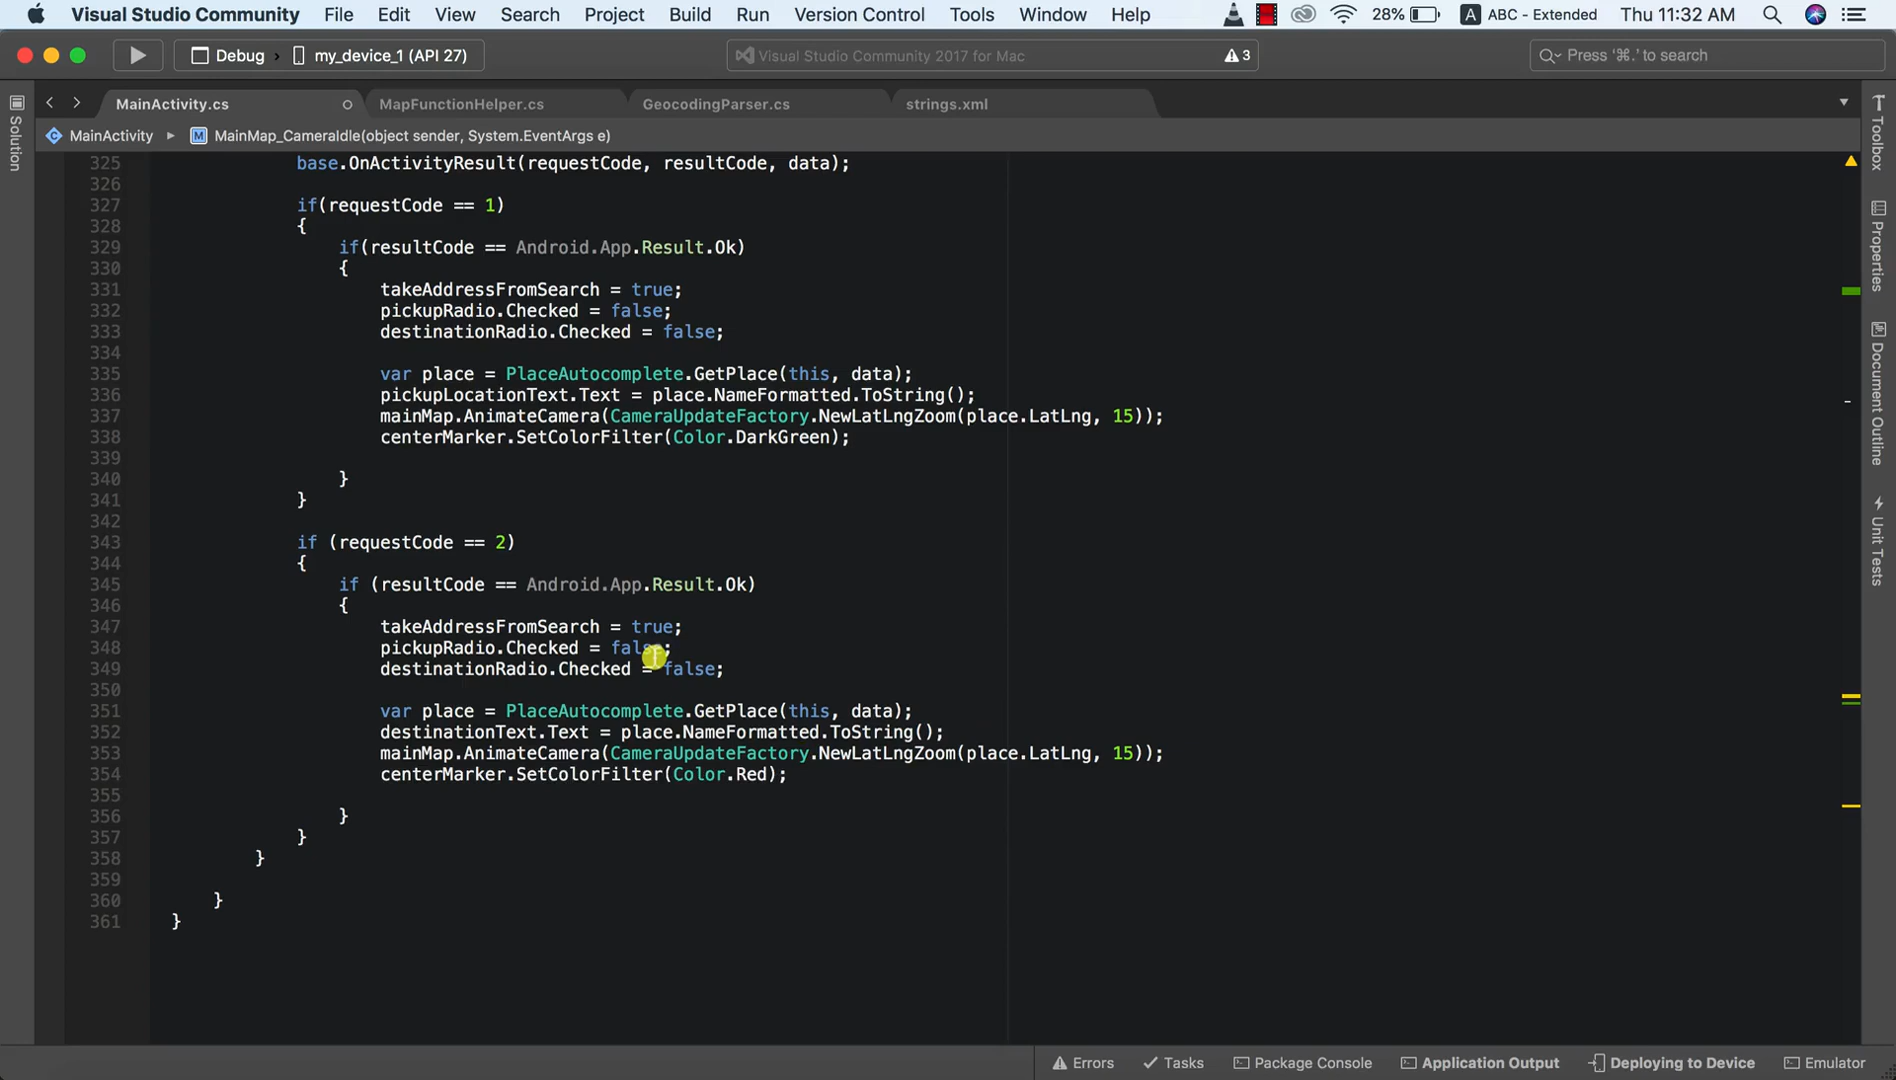 Visual Studio Community File Edit View Search Project Build Run Version Control Tools Window Help 28% A ABC - Extended Thu 11:32 AM
Debug > my_device_1 (API 27) Visual Studio Community 2017 for Mac 3 Press '⌘.' to search
MainActivity.cs MapFunctionHelper.cs GeocodingParser.cs strings.xml
MainActivity ▸ M MainMap_CameraIdle(object sender, System.EventArgs e)
325 base.OnActivityResult(requestCode, resultCode, data);
326
327 if(requestCode == 1)
328 {
329 if(resultCode == Android.App.Result.Ok)
330 {
331 takeAddressFromSearch = true;
332 pickupRadio.Checked = false;
333 destinationRadio.Checked = false;
334
335 var place = PlaceAutocomplete.GetPlace(this, data);
336 pickupLocationText.Text = place.NameFormatted.ToString();
337 mainMap.AnimateCamera(CameraUpdateFactory.NewLatLngZoom(place.LatLng, 15));
338 centerMarker.SetColorFilter(Color.DarkGreen);
339
340 }
341 }
342
343 if (requestCode == 2)
344 {
345 if (resultCode == Android.App.Result.Ok)
346 {
347 takeAddressFromSearch = true;
348 pickupRadio.Checked = false;
349 destinationRadio.Checked = false;
350
351 var place = PlaceAutocomplete.GetPlace(this, data);
352 destinationText.Text = place.NameFormatted.ToString();
353 mainMap.AnimateCamera(CameraUpdateFactory.NewLatLngZoom(place.LatLng, 15));
354 centerMarker.SetColorFilter(Color.Red);
355
356 }
357 }
358 }
359
360 }
361 }
Solution
Toolbox
Properties
Document Outline
Unit Tests
Errors Tasks Package Console Application Output Deploying to Device Emulator